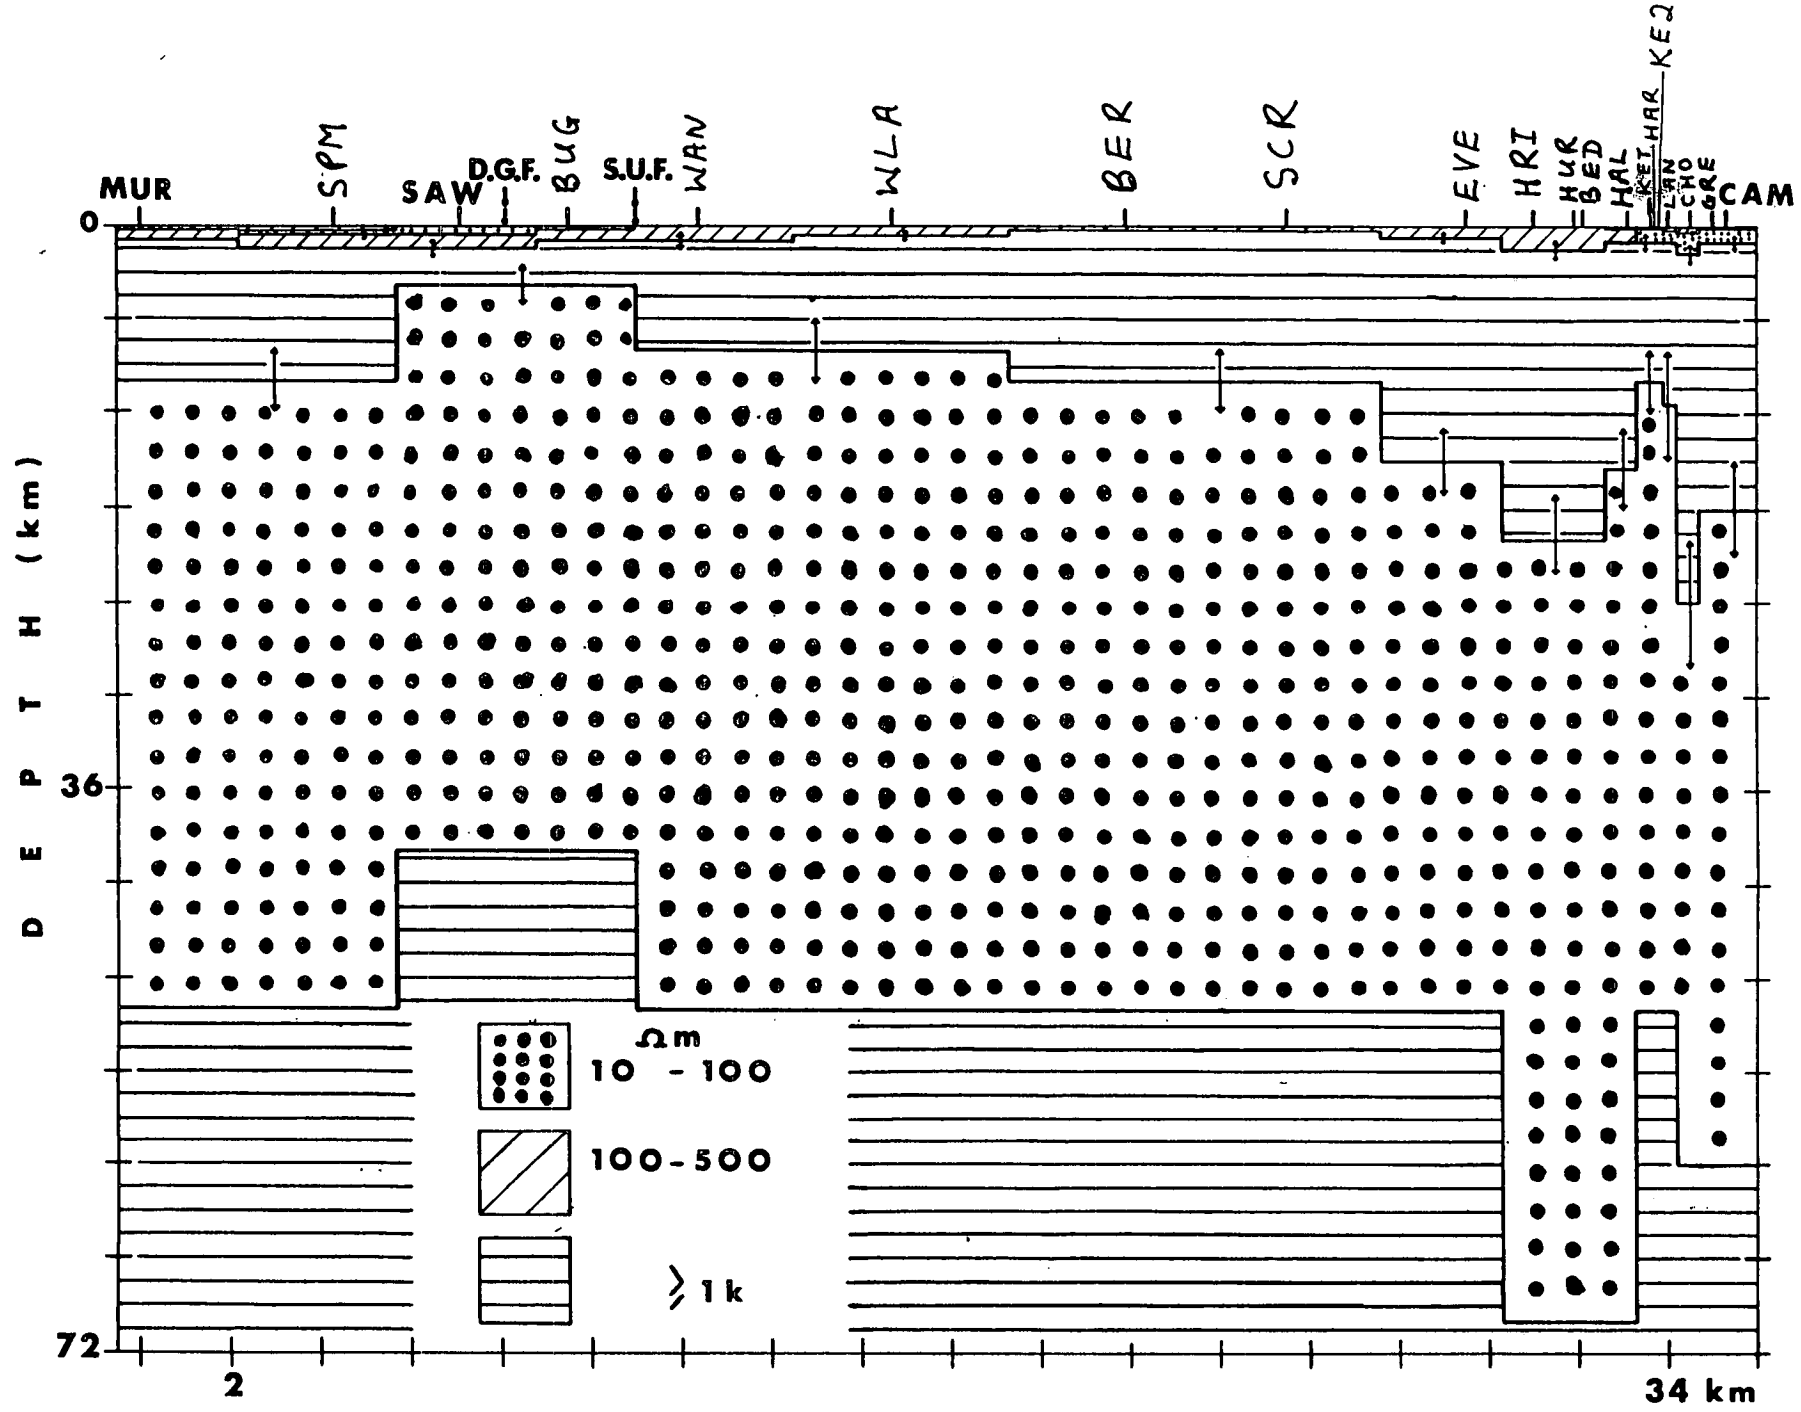 MUR SPM SAW D.G.F. BUG S.U.F. WAN WLA BER SCR EVE HRI HUR BED HAL KET HAR KE2 LAN CHO GRE CAM
0
36
72
DEPTH (km)
Ωm
10 - 100
100 - 500
⩾ 1k
2
34 km